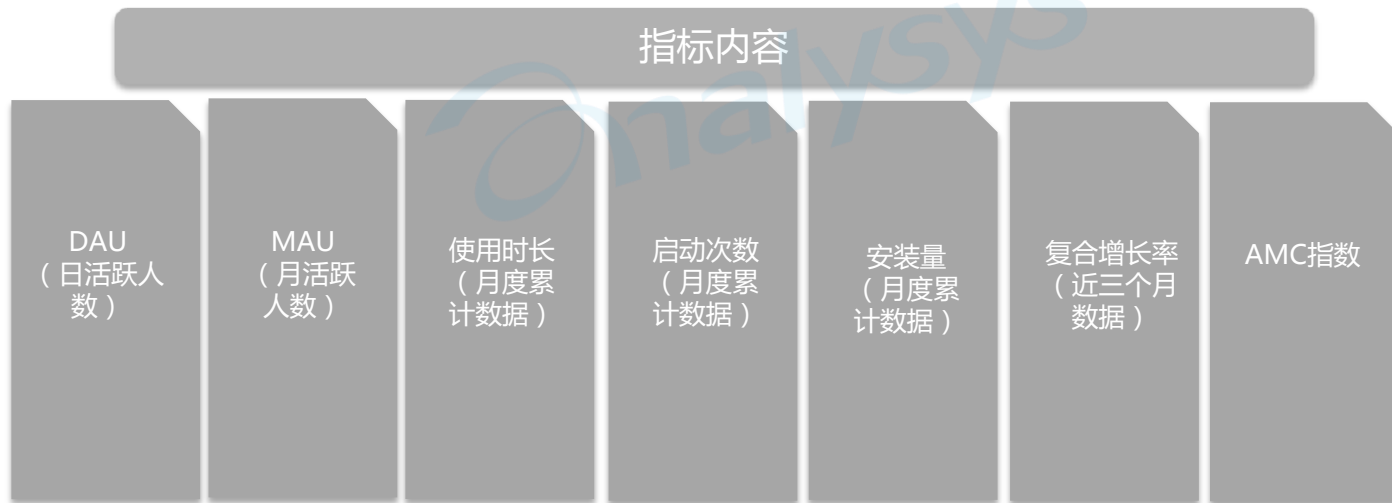 指标内容
DAU
（日活跃人
数）
MAU
（月活跃
人数）
使用时长
（月度累
计数据）
启动次数
（月度累
计数据）
安装量
（月度累
计数据）
复合增长率
（近三个月
数据）
AMC指数
analysys